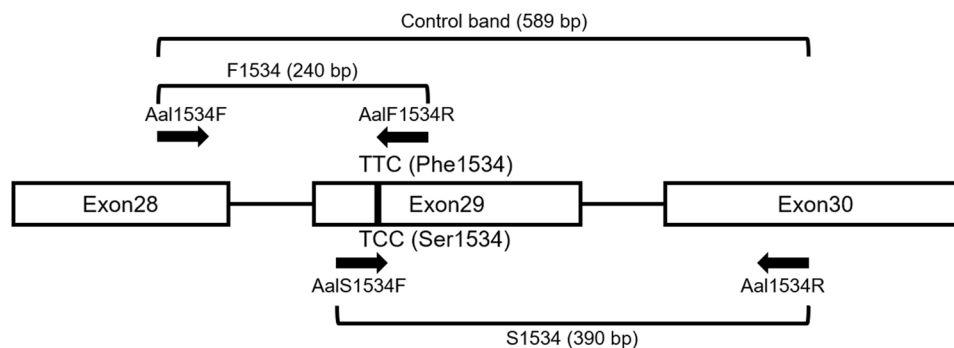 Control band (589 bp)
F1534 (240 bp)
Aal1534F AalF1534R
TTC (Phe1534)
Exon28 Exon29 Exon30
TCC (Ser1534)
AalS1534F Aal1534R
S1534 (390 bp)